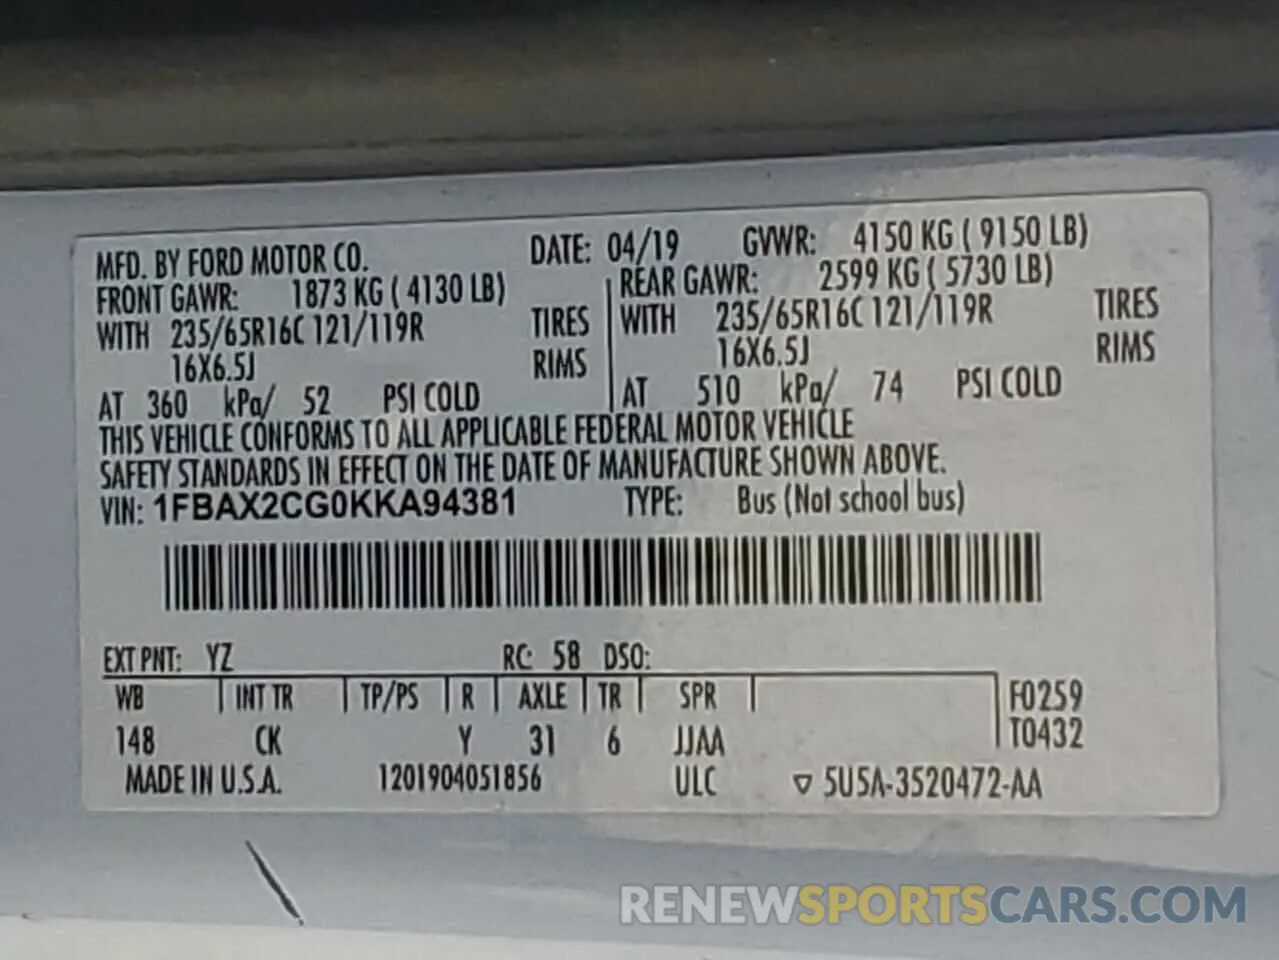 MFD. BY FORD MOTOR CO. DATE: 04/19 GVWR: 4150 KG ( 9150 LB)
FRONT GAWR: 1873 KG ( 4130 LB) REAR GAWR: 2599 KG ( 5730 LB)
WITH 235/65R16C 121/119R TIRES WITH 235/65R16C 121/119R TIRES
16X6.5J RIMS 16X6.5J RIMS
AT 360 kPa/ 52 PSI COLD AT 510 kPa/ 74 PSI COLD
THIS VEHICLE CONFORMS TO ALL APPLICABLE FEDERAL MOTOR VEHICLE
SAFETY STANDARDS IN EFFECT ON THE DATE OF MANUFACTURE SHOWN ABOVE.
VIN: 1FBAX2CG0KKA94381 TYPE: Bus (Not school bus)
EXT PNT: YZ RC: 58 DSO:
WB INT TR TP/PS R AXLE TR SPR F0259
148 CK Y 31 6 JJAA T0432
MADE IN U.S.A. 1201904051856 ULC ▽ 5U5A-3520472-AA
RENEWSPORTSCARS.COM